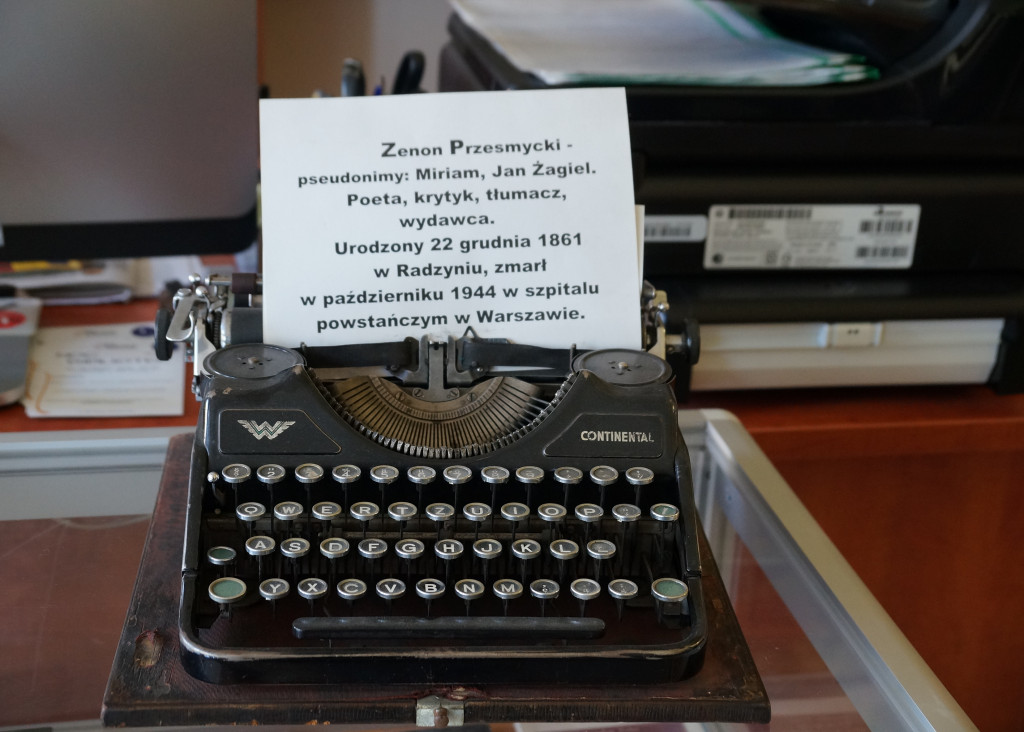 Zenon Przesmycki -
pseudonimy: Miriam, Jan Żagiel.
Poeta, krytyk, tłumacz,
wydawca.
Urodzony 22 grudnia 1861
w Radzyniu, zmarł
w październiku 1944 w szpitalu
powstańczym w Warszawie.
W
CONTINENTAL
Q W E R T Z U I O P
A S D F G H J K L
Y X C V B N M